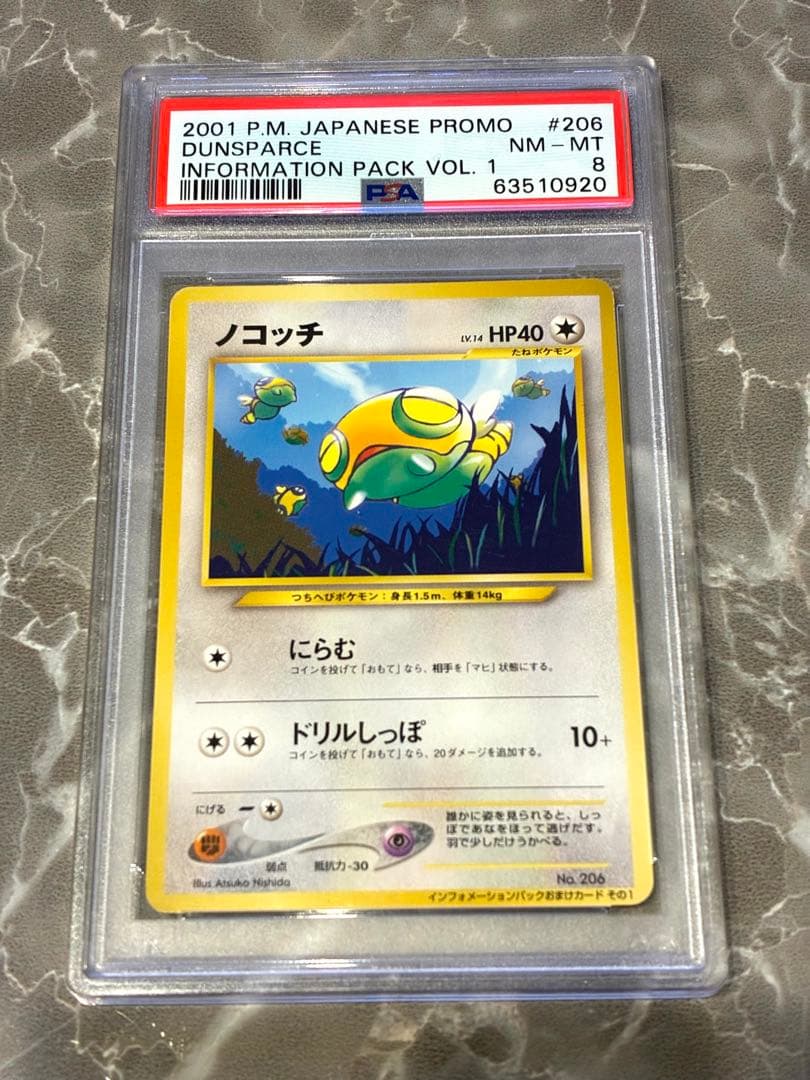 2001 P.M. JAPANESE PROMO #206
DUNSPARCE NM - MT
INFORMATION PACK VOL. 1 8
PSA 63510920
ノコッチ LV.14 HP40
たねポケモン
つちへびポケモン:身長1.5m、体重14kg
にらむ
コインを投げて「おもて」なら、相手を「マヒ」状態にする。
ドリルしっぽ 10+
コインを投げて「おもて」なら、20ダメージを追加する。
にげる
弱点 抵抗力 -30
誰かに姿を見られると、しっ
ぽであなをほって逃げだす。
羽で少しだけうかべる。
Illus. Atsuko Nishida No. 206
インフォメーションパックおまけカード その1